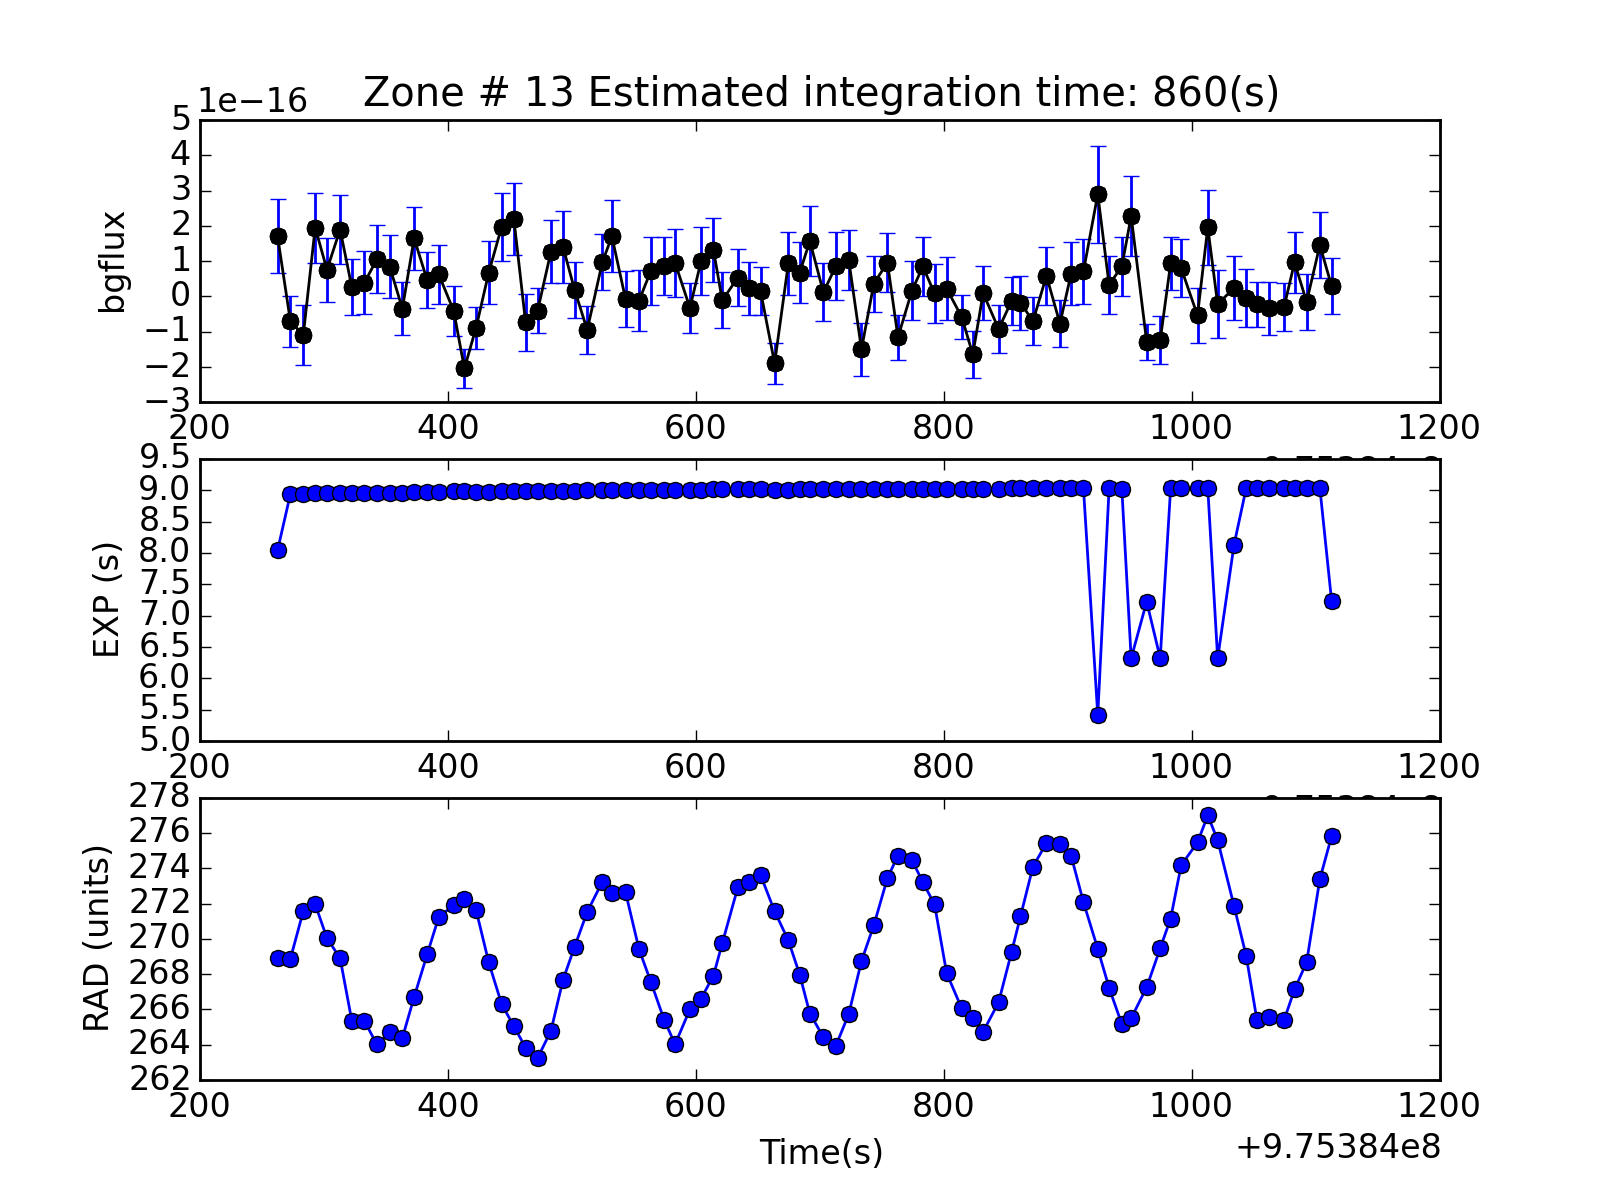 1e−16
Zone # 13 Estimated integration time: 860(s)
5
4
3
2
1
0
−1
−2
−3
bgflux
200 400 600 800 1000 1200
9.5
9.0
8.5
8.0
7.5
7.0
6.5
6.0
5.5
5.0
EXP (s)
200 400 600 800 1000 1200
278
276
274
272
270
268
266
264
262
RAD (units)
200 400 600 800 1000 1200
Time(s)
+9.75384e8